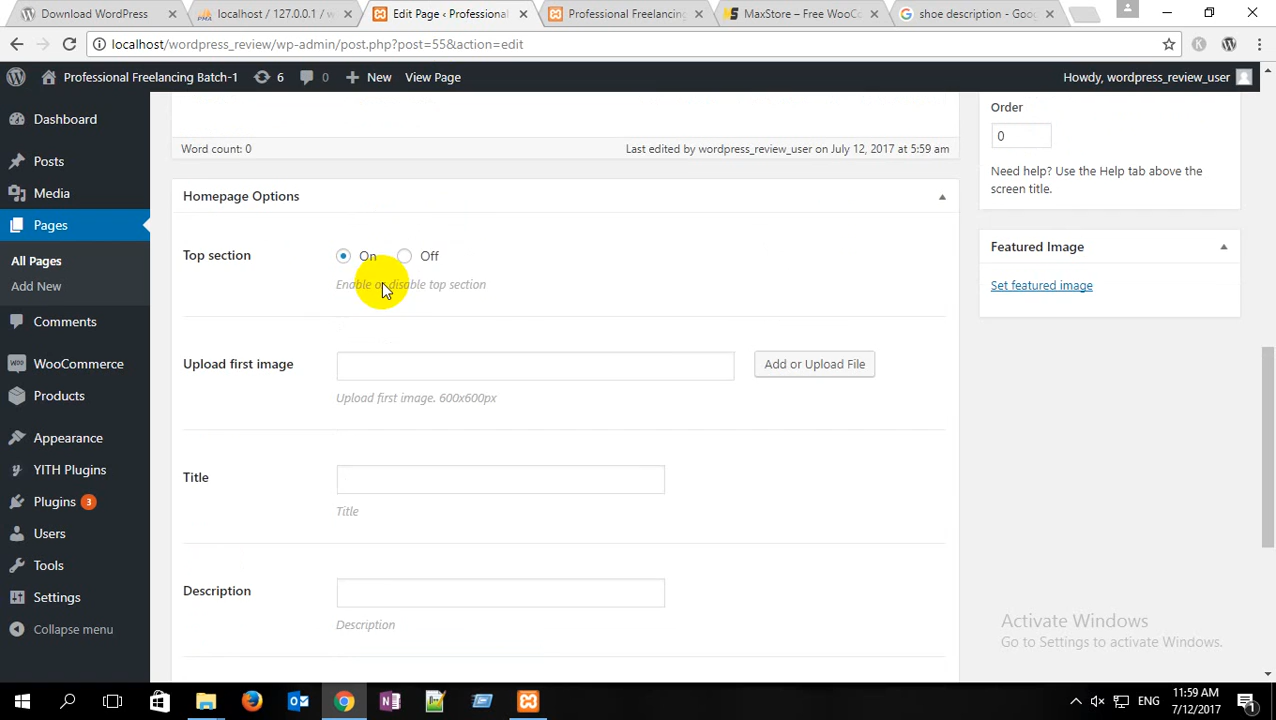 Download WordPress
localhost / 127.0.0.1 / w
Edit Page ‹ Professional
Professional Freelancing
MaxStore – Free WooCo
shoe description - Goog
localhost/wordpress_review/wp-admin/post.php?post=55&action=edit
Professional Freelancing Batch-1
6
0
New
View Page
Howdy, wordpress_review_user
Dashboard
Posts
Media
Pages
All Pages
Add New
Comments
WooCommerce
Products
Appearance
YITH Plugins
Plugins 3
Users
Tools
Settings
Collapse menu
Word count: 0
Last edited by wordpress_review_user on July 12, 2017 at 5:59 am
Homepage Options
Top section
On
Off
Enable or disable top section
Upload first image
Add or Upload File
Upload first image. 600x600px
Title
Title
Description
Description
Order
0
Need help? Use the Help tab above the
screen title.
Featured Image
Set featured image
Activate Windows
Go to Settings to activate Windows.
ENG
11:59 AM
7/12/2017
1